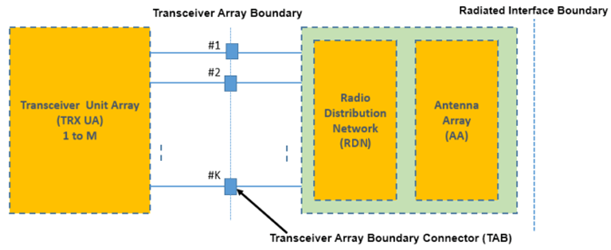 Radiated Interface Boundary
Transceiver Array Boundary
#1
#2
#K
Transceiver Unit Array
(TRX UA)
1 to M
Radio
Distribution
Network
(RDN)
Antenna
Array
(AA)
Transceiver Array Boundary Connector (TAB)